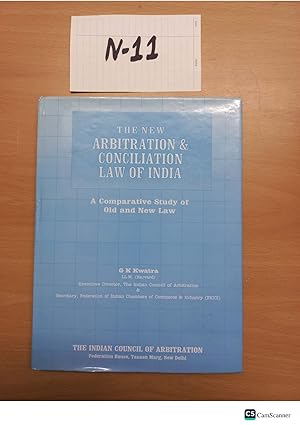 N-11
THE NEW
ARBITRATION &
CONCILIATION
LAW OF INDIA
A Comparative Study of
Old and New Law
G K Kwatra
LL.M. (Harvard)
Executive Director, The Indian Council of Arbitration
&
Secretary, Federation of Indian Chambers of Commerce & Industry (FICCI)
THE INDIAN COUNCIL OF ARBITRATION
Federation House, Tansen Marg, New Delhi
CS CamScanner